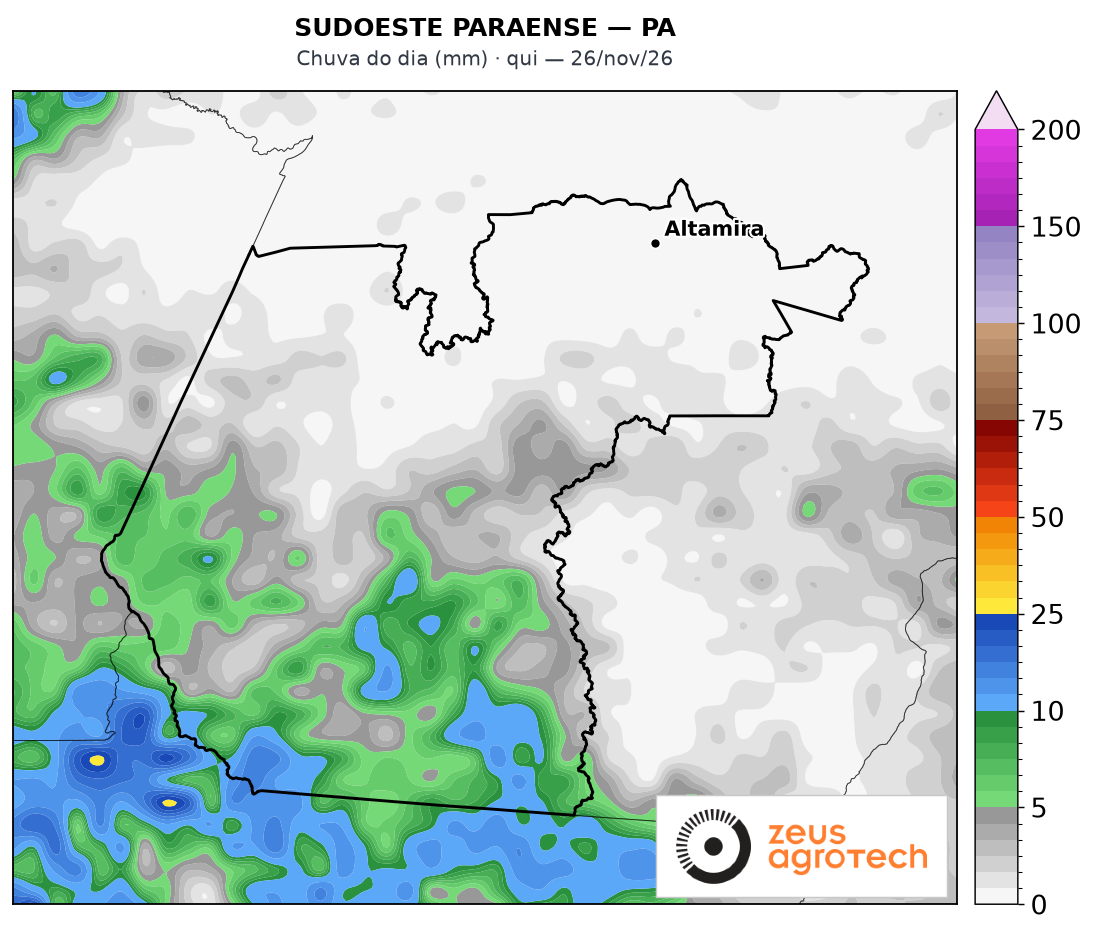 SUDOESTE PARAENSE — PA
Chuva do dia (mm) · qui — 26/nov/26
Altamira
200
150
100
75
50
25
10
5
0
zeus
agrotech